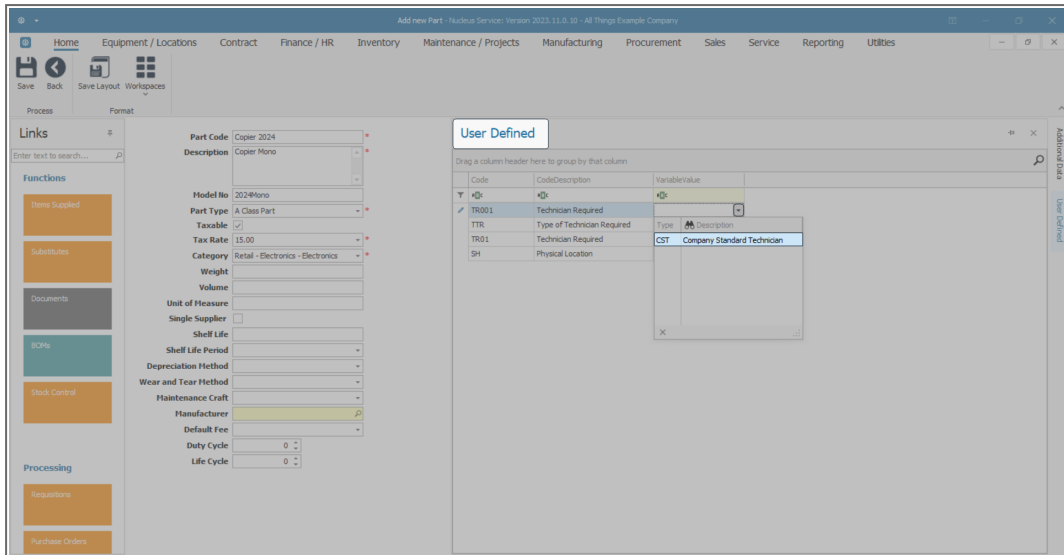 Add new Part - Nucleus Service: Version 2023.11.0.10 - All Things Example Company
Home Equipment / Locations Contract Finance / HR Inventory Maintenance / Projects Manufacturing Procurement Sales Service Reporting Utilities
Save Back Save Layout Workspaces
Process Format
Links
Enter text to search...
Functions
Items Supplied
Substitutes
Documents
BOMs
Stock Control
Processing
Requisitions
Purchase Orders
Part Code Copier 2024 *
Description Copier Mono *
Model No 2024Mono
Part Type A Class Part *
Taxable
Tax Rate 15.00 *
Category Retail - Electronics - Electronics *
Weight
Volume
Unit of Measure
Single Supplier
Shelf Life
Shelf Life Period
Depreciation Method
Wear and Tear Method
Maintenance Craft
Manufacturer
Default Fee
Duty Cycle 0
Life Cycle 0
User Defined
Drag a column header here to group by that column
Code CodeDescription VariableValue
TR001 Technician Required
TTR Type of Technician Required
TR01 Technician Required
SH Physical Location
Type Description
CST Company Standard Technician
Additional Data
User Defined